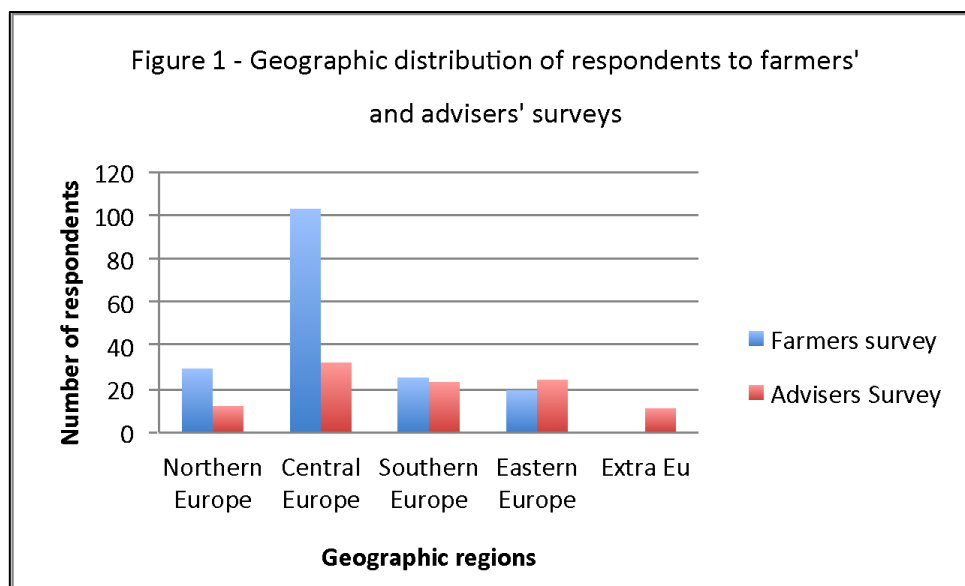 Figure 1 - Geographic distribution of respondents to farmers'
and advisers' surveys
Number of respondents
120
100
80
60
40
20
0
Northern Europe
Central Europe
Southern Europe
Eastern Europe
Extra Eu
Geographic regions
Farmers survey
Advisers Survey